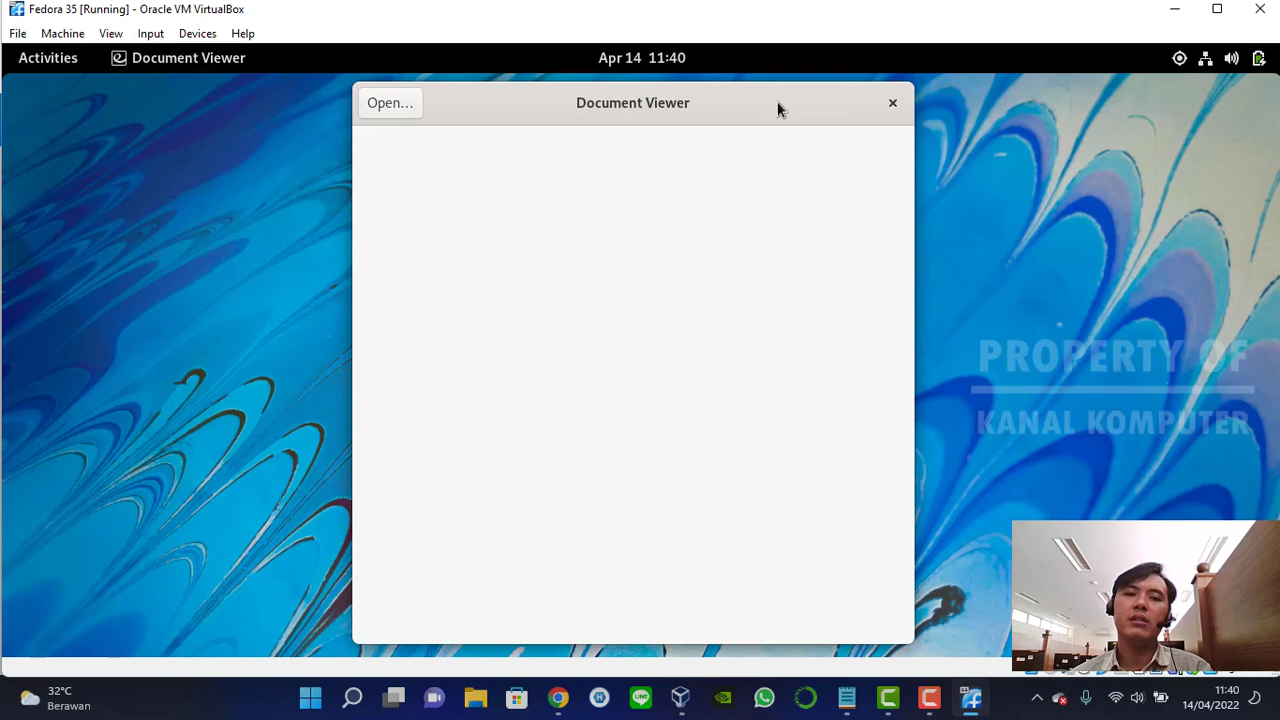 Fedora 35 [Running] - Oracle VM VirtualBox
File Machine View Input Devices Help
Activities Document Viewer Apr 14 11:40
Open... Document Viewer
PROPERTY OF
KANAL KOMPUTER
32°C
Berawan
11:40
14/04/2022